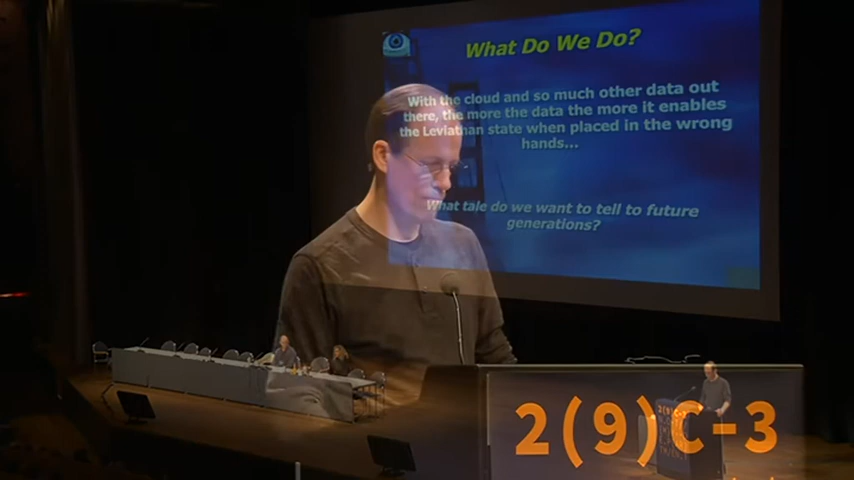 What Do We Do?
With the cloud and so much other data out
there, the more the data the more it enables
the Leviathan state when placed in the wrong
hands...
What tale do we want to tell to future
generations?
2(9)C-3